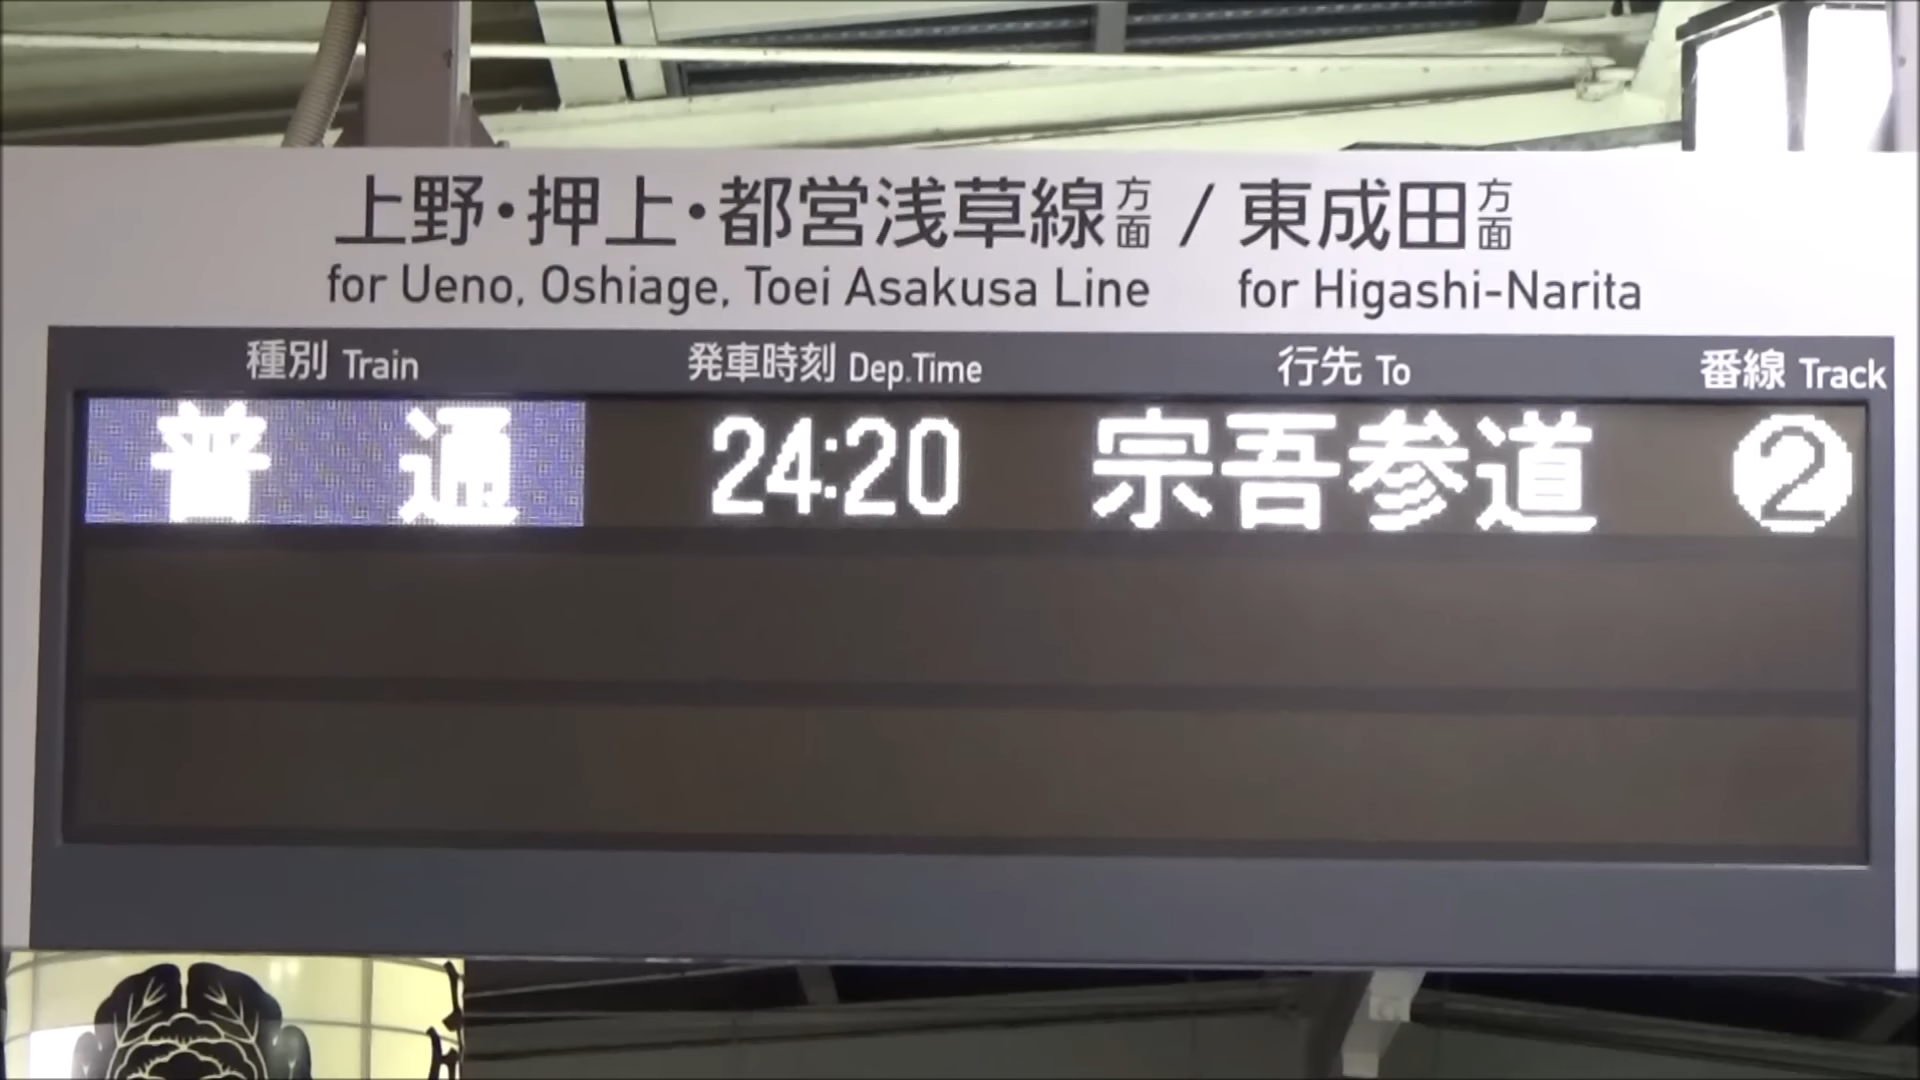 上野・押上・都営浅草線方面 / 東成田方面
for Ueno, Oshiage, Toei Asakusa Line for Higashi-Narita
種別 Train 発車時刻 Dep.Time 行先 To 番線 Track
普 通 24:20 宗吾参道 ②